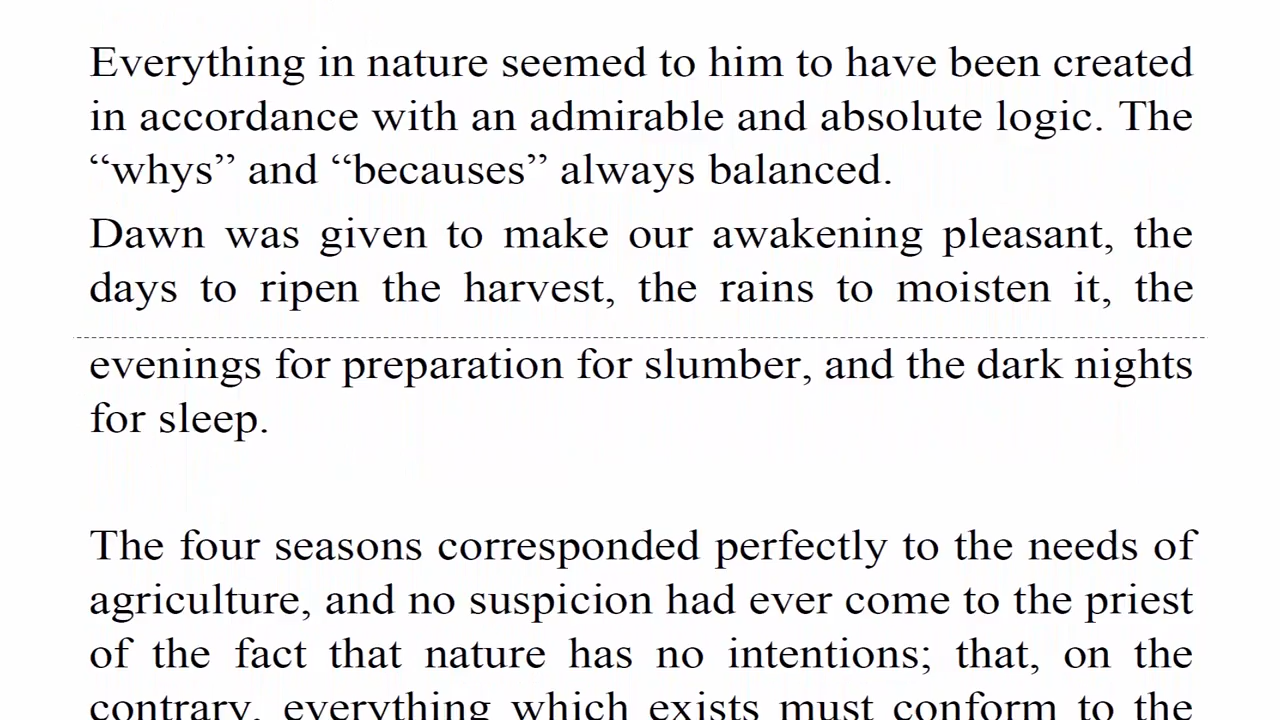 Everything in nature seemed to him to have been created
in accordance with an admirable and absolute logic. The
“whys” and “becauses” always balanced.
Dawn was given to make our awakening pleasant, the
days to ripen the harvest, the rains to moisten it, the
evenings for preparation for slumber, and the dark nights
for sleep.
The four seasons corresponded perfectly to the needs of
agriculture, and no suspicion had ever come to the priest
of the fact that nature has no intentions; that, on the
contrary, everything which exists must conform to the